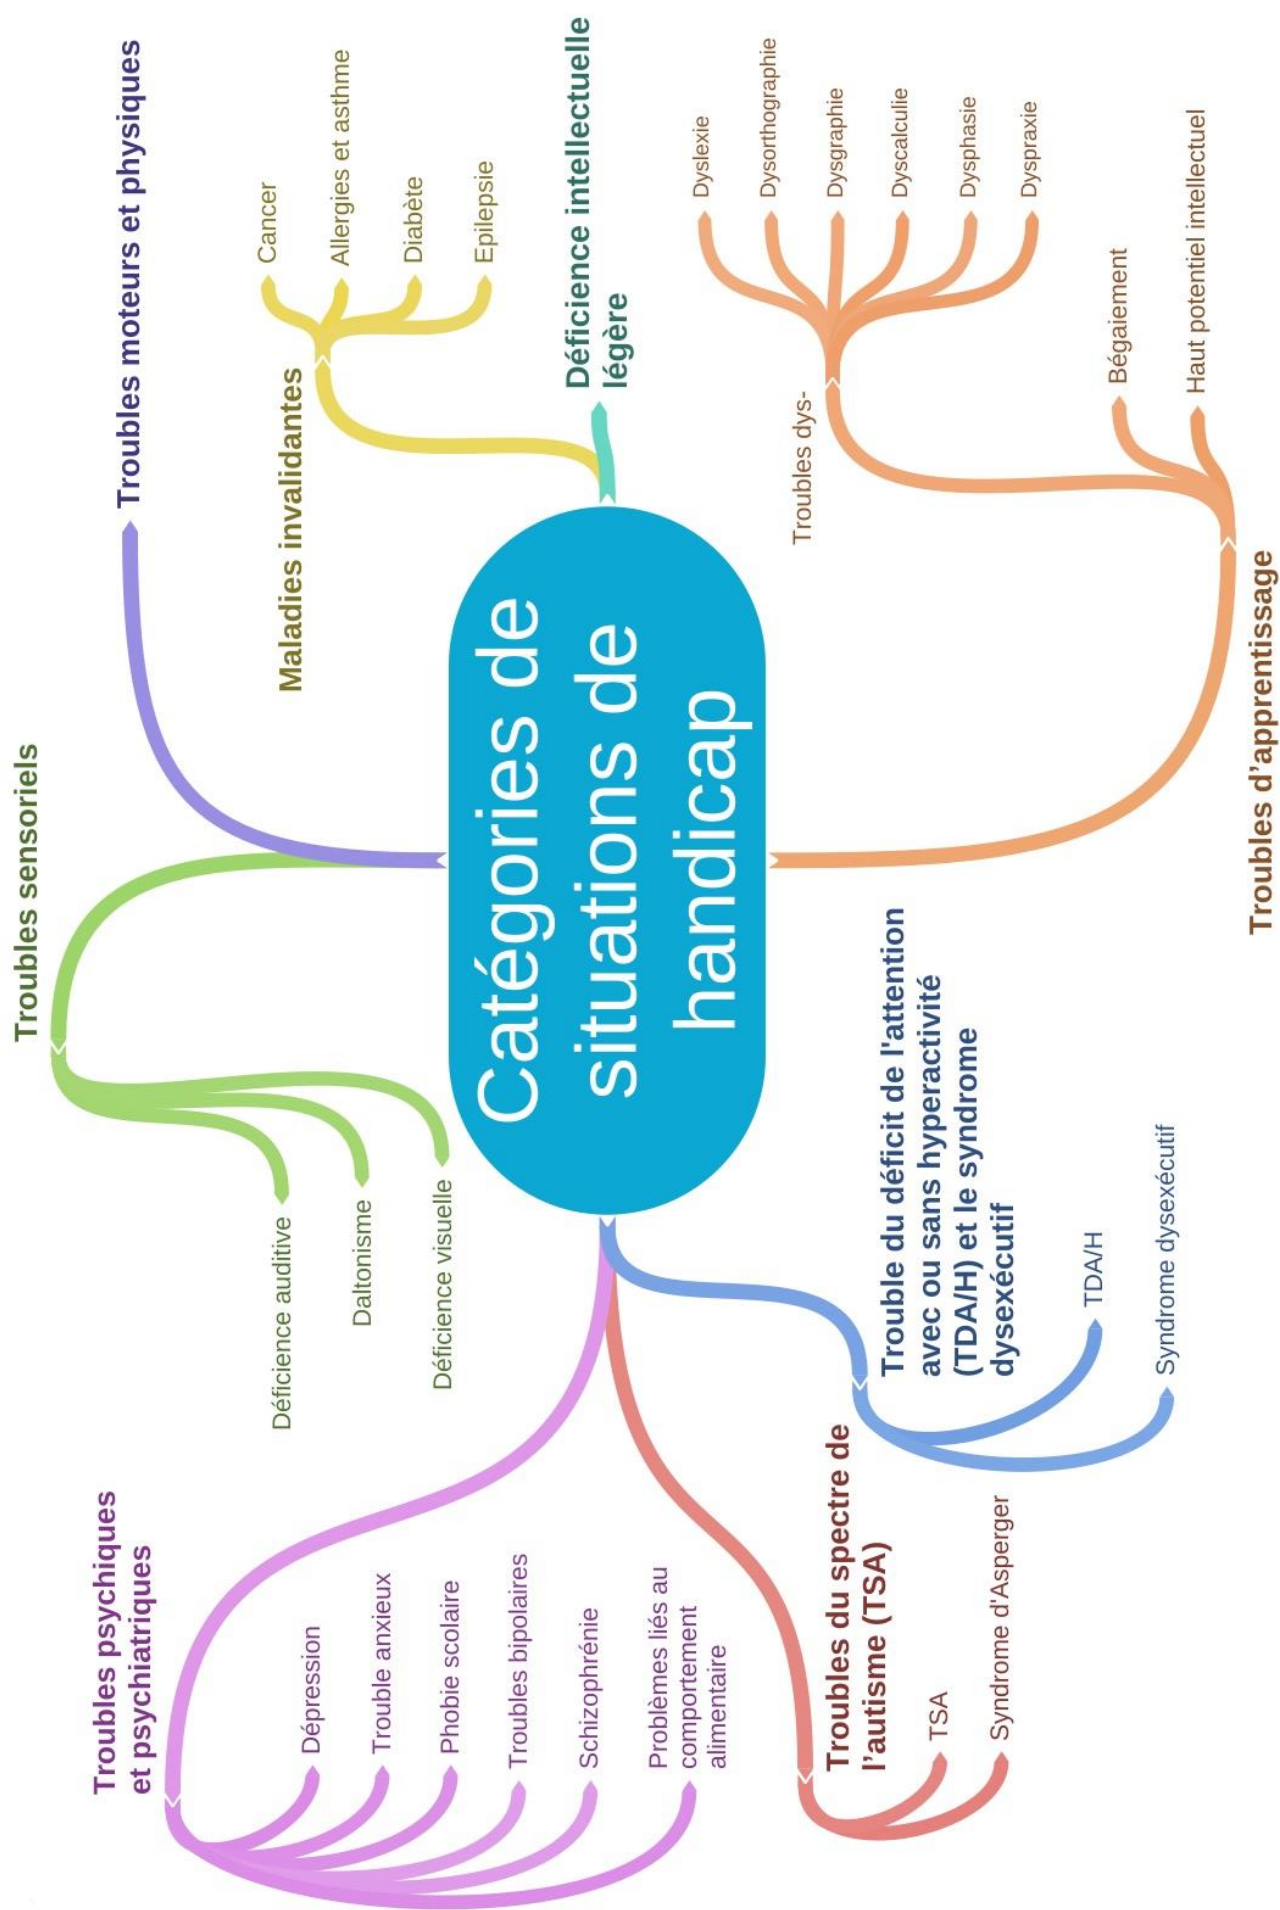 Catégories de
situations de
handicap
Troubles psychiques
et psychiatriques
Dépression
Trouble anxieux
Phobie scolaire
Troubles bipolaires
Schizophrénie
Problèmes liés au
comportement
alimentaire
Troubles du spectre de
l’autisme (TSA)
TSA
Syndrome d'Asperger
Troubles sensoriels
Déficience auditive
Daltonisme
Déficience visuelle
Trouble du déficit de l'attention
avec ou sans hyperactivité
(TDA/H) et le syndrome
dysexécutif
TDA/H
Syndrome dysexécutif
Troubles moteurs et physiques
Maladies invalidantes
Cancer
Allergies et asthme
Diabète
Epilepsie
Déficience intellectuelle
légère
Troubles d’apprentissage
Troubles dys-
Dyslexie
Dysorthographie
Dysgraphie
Dyscalculie
Dysphasie
Dyspraxie
Bégaiement
Haut potentiel intellectuel